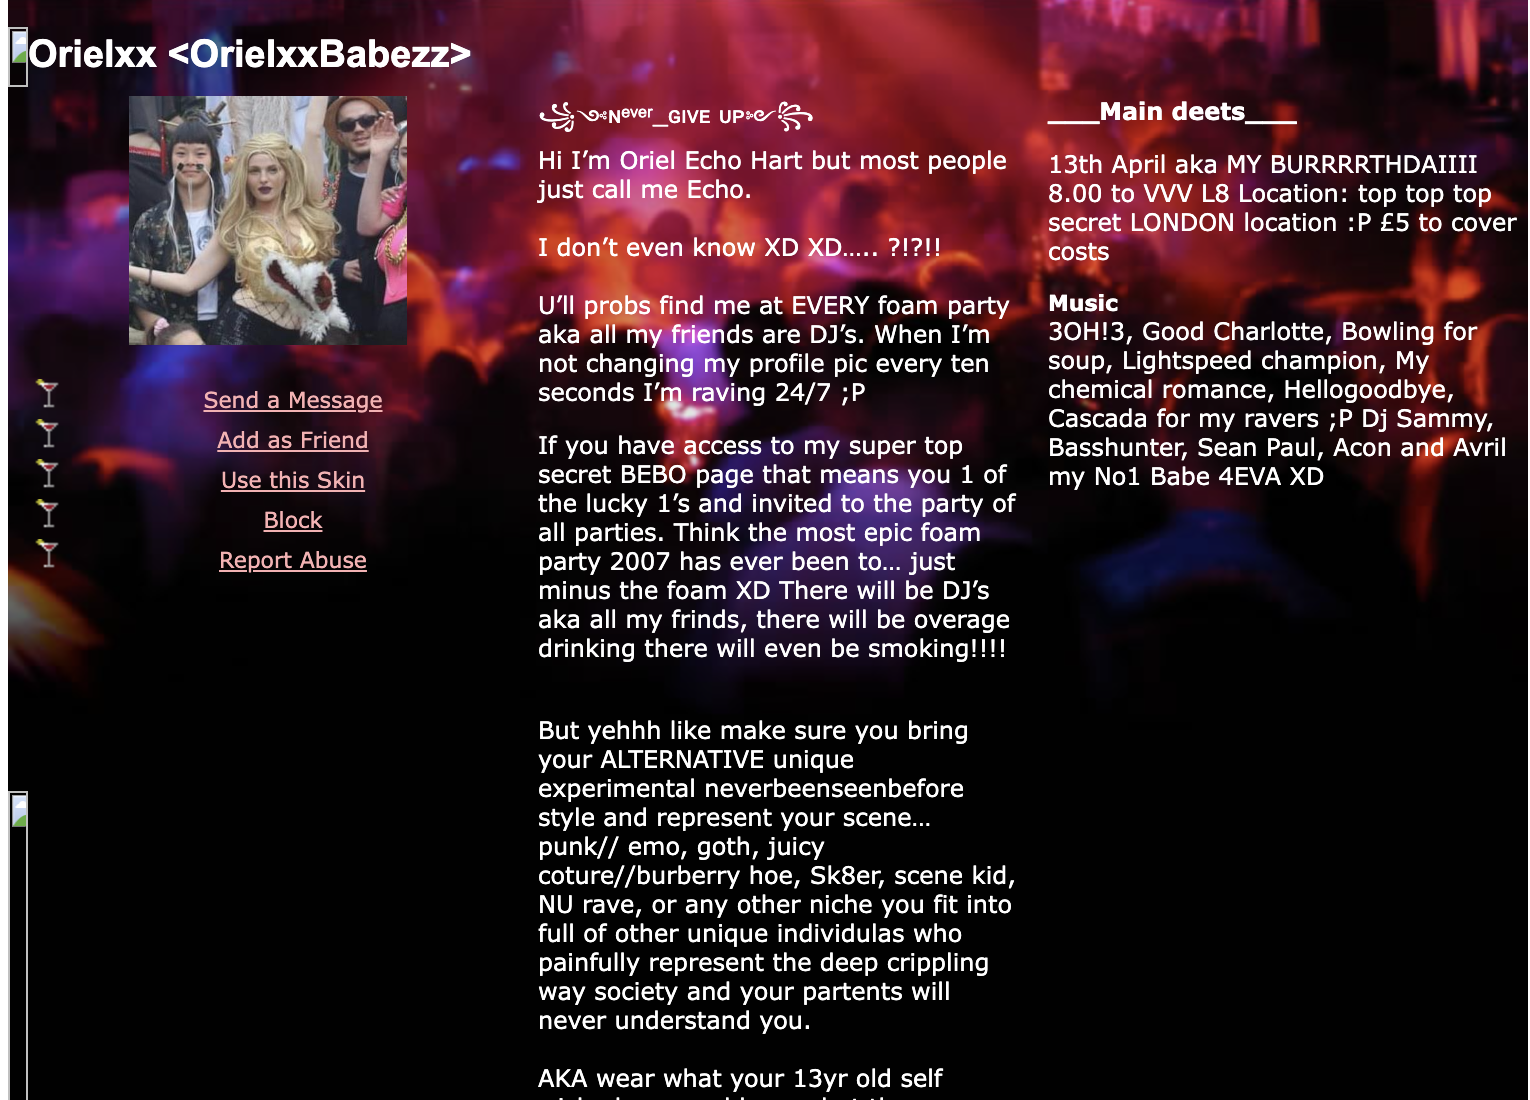 Orielxx <OrielxxBabezz>
Send a Message
Add as Friend
Use this Skin
Block
Report Abuse
꧁༺Never_GIVE UP༻꧂
Hi I’m Oriel Echo Hart but most people
just call me Echo.
I don’t even know XD XD….. ?!?!!
U’ll probs find me at EVERY foam party
aka all my friends are DJ’s. When I’m
not changing my profile pic every ten
seconds I’m raving 24/7 ;P
If you have access to my super top
secret BEBO page that means you 1 of
the lucky 1’s and invited to the party of
all parties. Think the most epic foam
party 2007 has ever been to… just
minus the foam XD There will be DJ’s
aka all my frinds, there will be overage
drinking there will even be smoking!!!!
But yehhh like make sure you bring
your ALTERNATIVE unique
experimental neverbeenseenbefore
style and represent your scene…
punk// emo, goth, juicy
coture//burberry hoe, Sk8er, scene kid,
NU rave, or any other niche you fit into
full of other unique individulas who
painfully represent the deep crippling
way society and your partents will
never understand you.
AKA wear what your 13yr old self
____Main deets____
13th April aka MY BURRRRTHDAIIII
8.00 to VVV L8 Location: top top top
secret LONDON location :P £5 to cover
costs
Music
3OH!3, Good Charlotte, Bowling for
soup, Lightspeed champion, My
chemical romance, Hellogoodbye,
Cascada for my ravers ;P Dj Sammy,
Basshunter, Sean Paul, Acon and Avril
my No1 Babe 4EVA XD